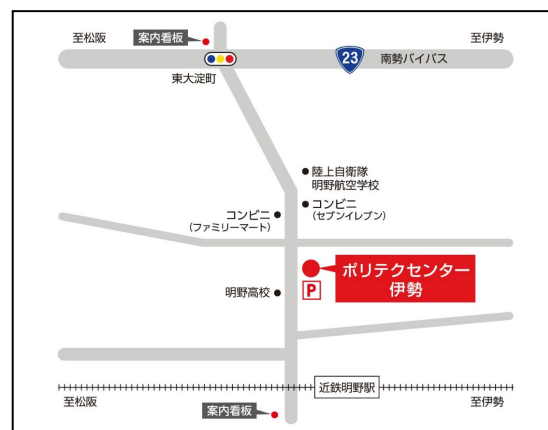 至松阪
案内看板
至伊勢
23
南勢バイパス
東大淀町
陸上自衛隊
明野航空学校
コンビニ
(セブンイレブン)
コンビニ
(ファミリーマート)
ポリテクセンター
伊勢
P
明野高校
近鉄明野駅
至松阪
至伊勢
案内看板